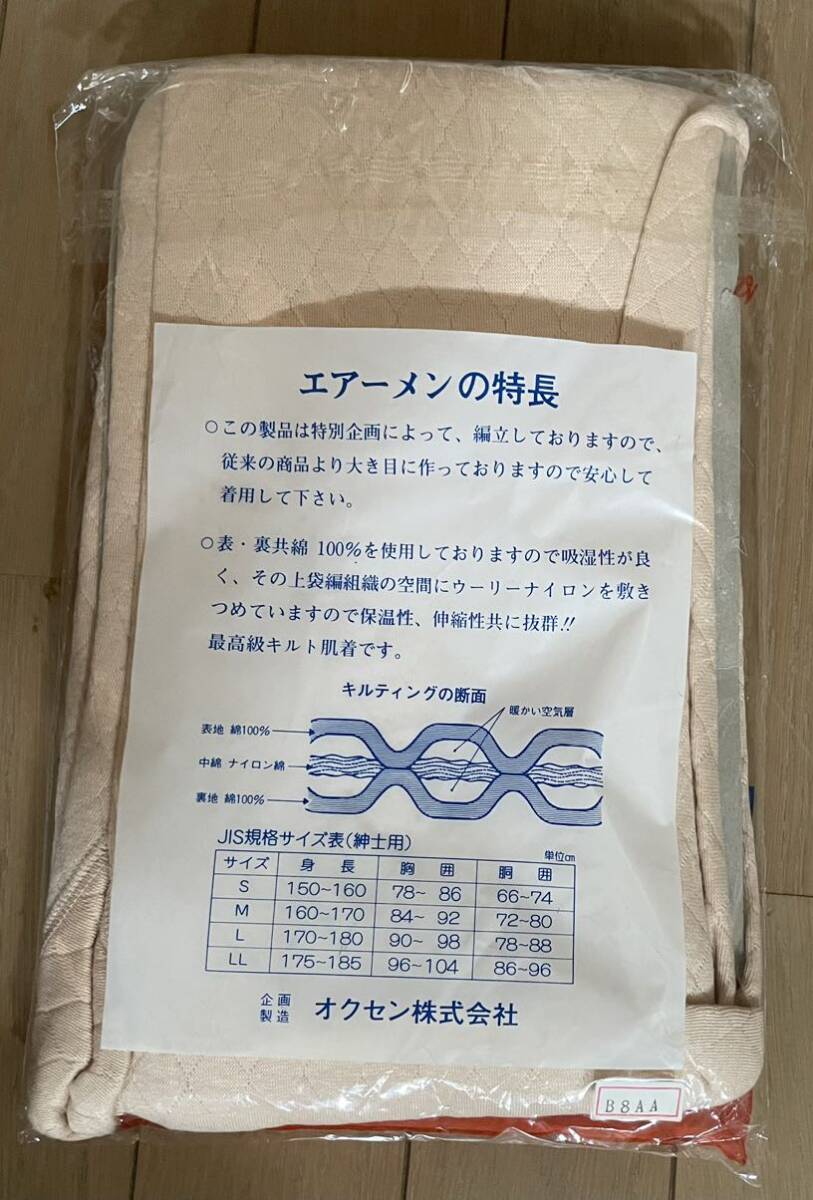 エアーメンの特長
○この製品は特別企画によって、編立しておりますので、
従来の商品より大き目に作っておりますので安心して
着用して下さい。
○表・裏共綿 100%を使用しておりますので吸湿性が良
く、その上袋編組織の空間にウーリーナイロンを敷き
つめていますので保温性、伸縮性共に抜群!!
最高級キルト肌着です。
キルティングの断面
暖かい空気層
表地 綿100%
中綿 ナイロン綿
裏地 綿100%
JIS規格サイズ表(紳士用)
単位cm
サイズ 身長 胸囲 胴囲
S 150~160 78~86 66~74
M 160~170 84~92 72~80
L 170~180 90~98 78~88
LL 175~185 96~104 86~96
企画
製造 オクセン株式会社
B8AA